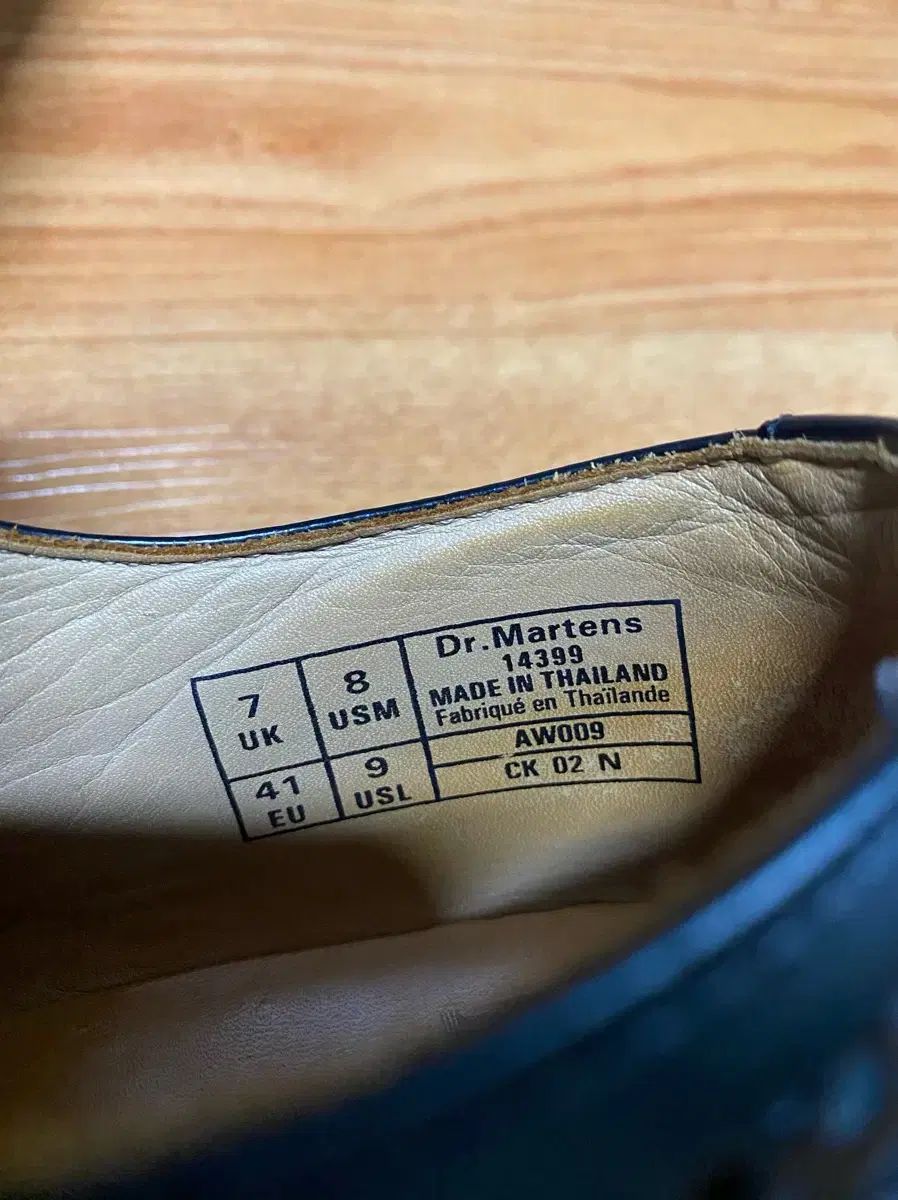 7
UK
8
USM
41
EU
9
USL
Dr.Martens
14399
MADE IN THAILAND
Fabriqué en Thaïlande
AW009
CK 02 N